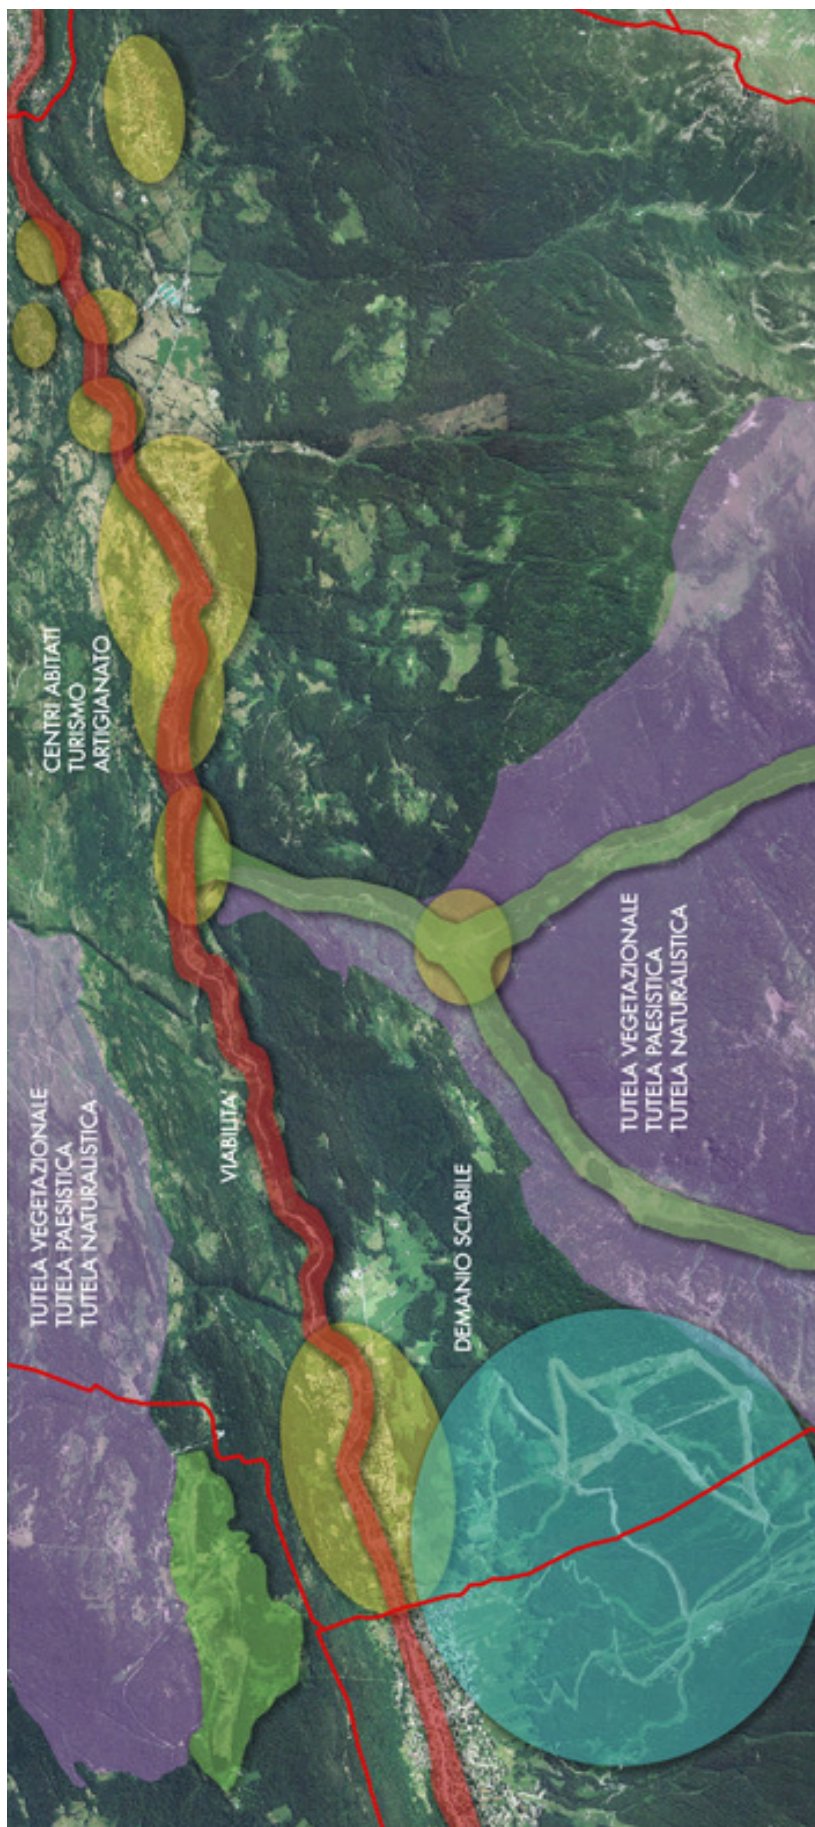 CENTRI ABITATI
TURISMO
ARTIGIANATO
TUTELA VEGETAZIONALE
TUTELA PAESISTICA
TUTELA NATURALISTICA
VIABILITA'
TUTELA VEGETAZIONALE
TUTELA PAESISTICA
TUTELA NATURALISTICA
DEMANIO SCIABILE